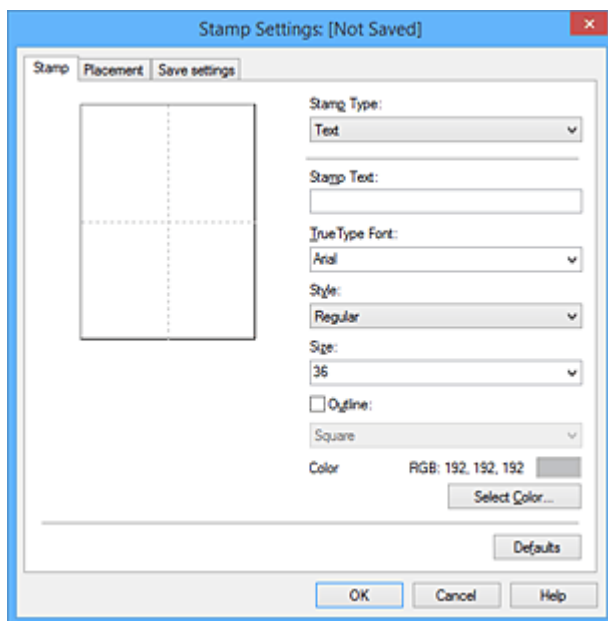 Stamp Settings: [Not Saved]
Stamp Placement Save settings
Stamp Type:
Text
Stamp Text:
TrueType Font:
Arial
Style:
Regular
Size:
36
Outline:
Square
Color RGB: 192, 192, 192
Select Color...
Defaults
OK Cancel Help